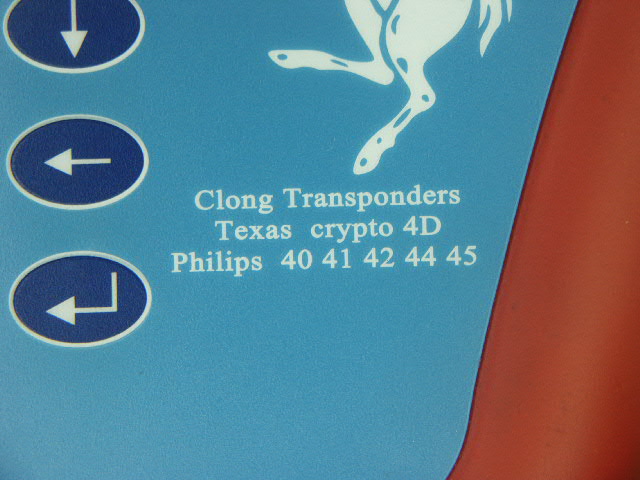 Clong Transponders
Texas crypto 4D
Philips 40 41 42 44 45